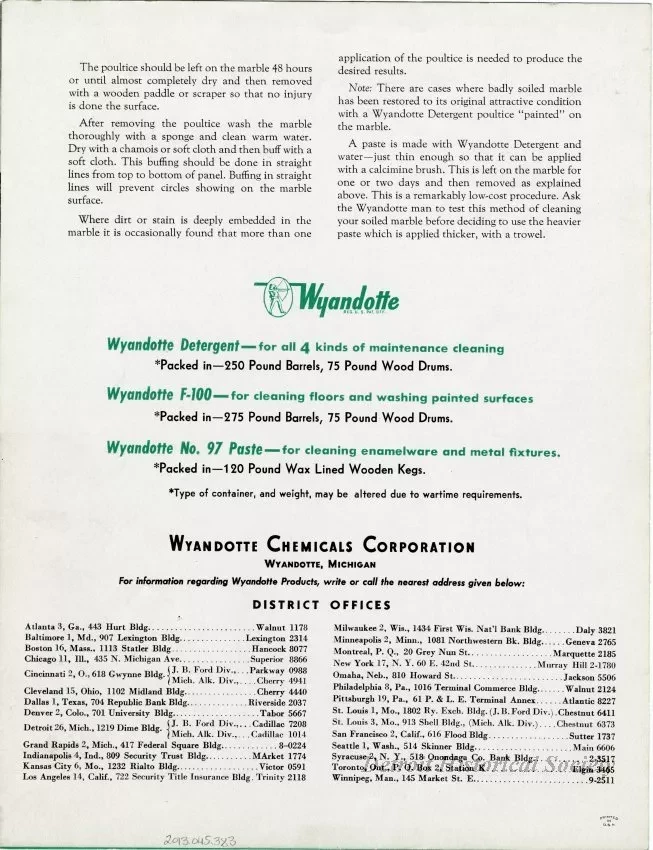 The poultice should be left on the marble 48 hours
or until almost completely dry and then removed
with a wooden paddle or scraper so that no injury
is done the surface.
After removing the poultice wash the marble
thoroughly with a sponge and clean warm water.
Dry with a chamois or soft cloth and then buff with a
soft cloth. This buffing should be done in straight
lines from top to bottom of panel. Buffing in straight
lines will prevent circles showing on the marble
surface.
Where dirt or stain is deeply embedded in the
marble it is occasionally found that more than one
application of the poultice is needed to produce the
desired results.
Note: There are cases where badly soiled marble
has been restored to its original attractive condition
with a Wyandotte Detergent poultice "painted" on
the marble.
A paste is made with Wyandotte Detergent and
water—just thin enough so that it can be applied
with a calcimine brush. This is left on the marble for
one or two days and then removed as explained
above. This is a remarkably low-cost procedure. Ask
the Wyandotte man to test this method of cleaning
your soiled marble before deciding to use the heavier
paste which is applied thicker, with a trowel.
Wyandotte
REG. U. S. PAT. OFF.
Wyandotte Detergent—for all 4 kinds of maintenance cleaning
*Packed in—250 Pound Barrels, 75 Pound Wood Drums.
Wyandotte F-100—for cleaning floors and washing painted surfaces
*Packed in—275 Pound Barrels, 75 Pound Wood Drums.
Wyandotte No. 97 Paste—for cleaning enamelware and metal fixtures.
*Packed in—120 Pound Wax Lined Wooden Kegs.
*Type of container, and weight, may be altered due to wartime requirements.
WYANDOTTE CHEMICALS CORPORATION
WYANDOTTE, MICHIGAN
For information regarding Wyandotte Products, write or call the nearest address given below:
DISTRICT OFFICES
Atlanta 3, Ga., 443 Hurt Bldg. Walnut 1178
Baltimore 1, Md., 907 Lexington Bldg. Lexington 2314
Boston 16, Mass., 1113 Statler Bldg. Hancock 8077
Chicago 11, Ill., 435 N. Michigan Ave. Superior 8866
Cincinnati 2, O., 618 Gwynne Bldg. {J. B. Ford Div., Parkway 0988
{Mich. Alk. Div., Cherry 4941
Cleveland 15, Ohio, 1102 Midland Bldg. Cherry 4440
Dallas 1, Texas, 704 Republic Bank Bldg. Riverside 2037
Denver 2, Colo., 701 University Bldg. Tabor 5667
Detroit 26, Mich., 1219 Dime Bldg. {J. B. Ford Div., Cadillac 7208
{Mich. Alk. Div., Cadillac 1014
Grand Rapids 2, Mich., 417 Federal Square Bldg. 8-0224
Indianapolis 4, Ind., 809 Security Trust Bldg. MArket 1774
Kansas City 6, Mo., 1232 Rialto Bldg. Victor 0591
Los Angeles 14, Calif., 722 Security Title Insurance Bldg. Trinity 2118
Milwaukee 2, Wis., 1434 First Wis. Nat'l Bank Bldg. Daly 3821
Minneapolis 2, Minn., 1081 Northwestern Bk. Bldg. Geneva 2765
Montreal, P. Q., 20 Grey Nun St. Marquette 2185
New York 17, N. Y. 60 E. 42nd St. Murray Hill 2-1780
Omaha, Neb., 810 Howard St. Jackson 5506
Philadelphia 8, Pa., 1016 Terminal Commerce Bldg. Walnut 2124
Pittsburgh 19, Pa., 61 P. & L. E. Terminal Annex Atlantic 8227
St. Louis 1, Mo., 1802 Ry. Exch. Bldg. (J. B. Ford Div.) Chestnut 6411
St. Louis 3, Mo., 913 Shell Bldg., (Mich. Alk. Div.) Chestnut 6373
San Francisco 2, Calif., 616 Flood Bldg. Sutter 1737
Seattle 1, Wash., 514 Skinner Bldg. Main 6606
Syracuse 2, N. Y., 518 Onondaga Co. Bank Bldg. 2-3517
Toronto, Ont., P. O. Box 2, Station K Elgin 3465
Winnipeg, Man., 145 Market St. E. 9-2511
Detroit Historical Society
PRINTED
IN
U.S.A.
2013.045.383